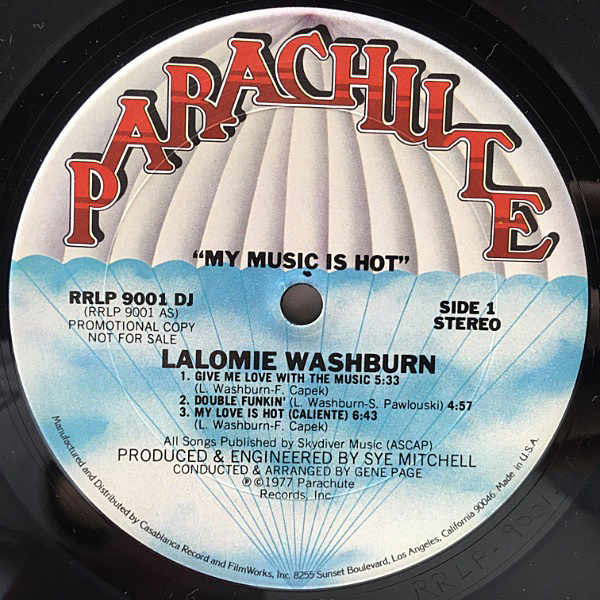 PARACHUTE
"MY MUSIC IS HOT"
RRLP 9001 DJ
(RRLP 9001 AS)
PROMOTIONAL COPY
NOT FOR SALE
SIDE 1
STEREO
LALOMIE WASHBURN
1. GIVE ME LOVE WITH THE MUSIC 5:33
(L. Washburn-F. Capek)
2. DOUBLE FUNKIN' (L. Washburn-S. Pawlouski) 4:57
3. MY LOVE IS HOT (CALIENTE) 6:43
(L. Washburn-F. Capek)
All Songs Published by Skydiver Music (ASCAP)
PRODUCED & ENGINEERED BY SYE MITCHELL
CONDUCTED & ARRANGED BY GENE PAGE
℗©1977 Parachute
Records, Inc.
Manufactured and Distributed by Casablanca Record and FilmWorks, Inc. 8255 Sunset Boulevard, Los Angeles, California 90046 Made in U.S.A.